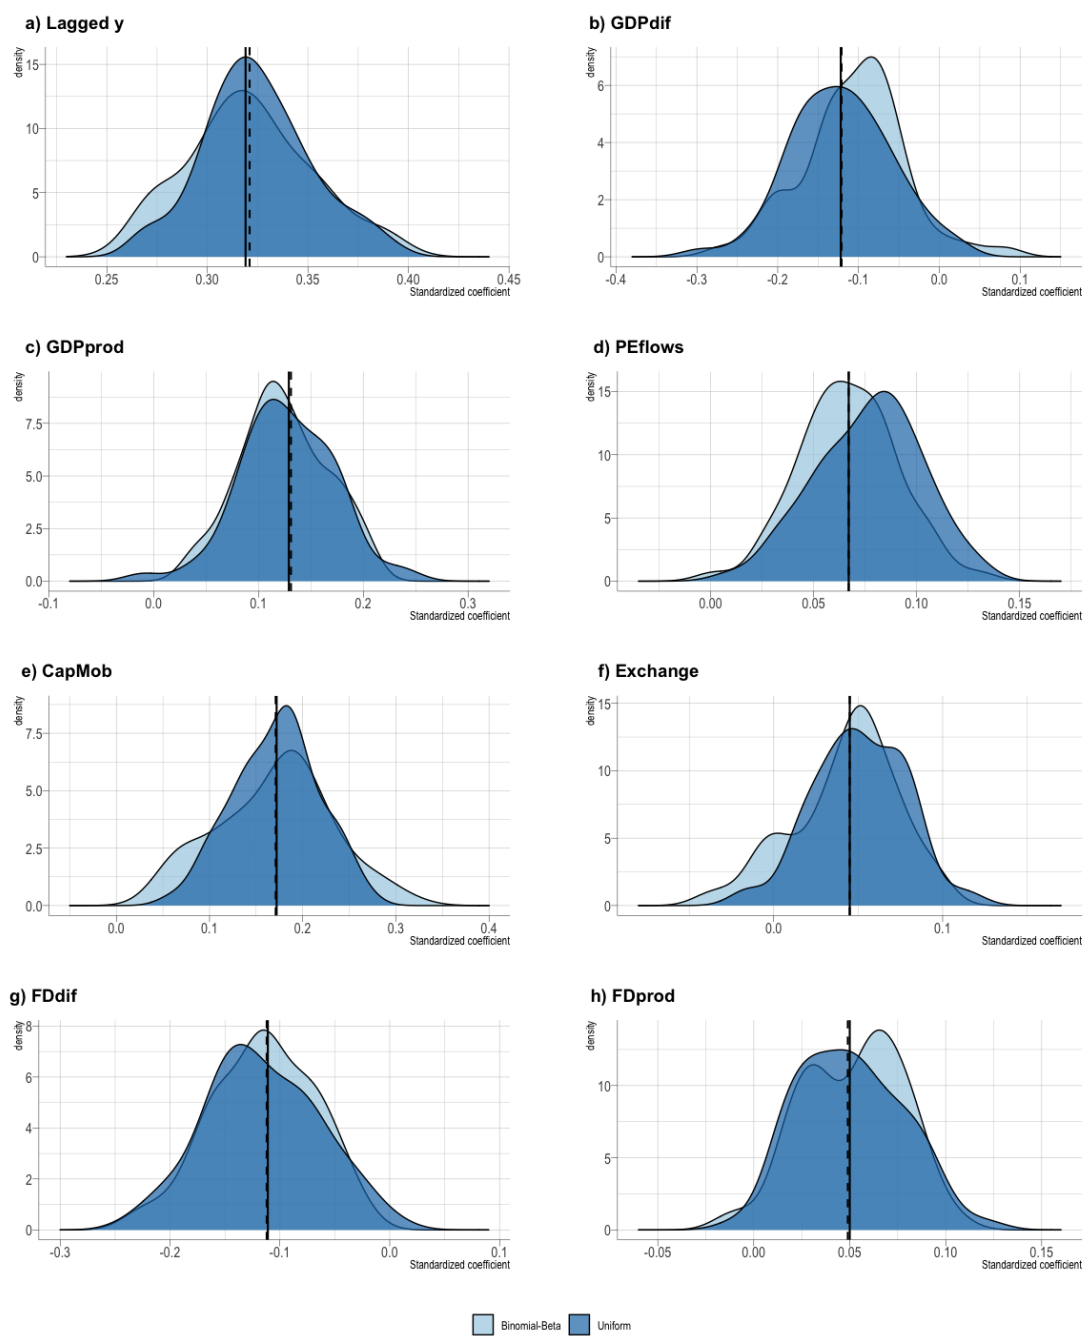 a) Lagged y
density
15
10
5
0
0.25 0.30 0.35 0.40 0.45
Standardized coefficient
b) GDPdif
density
6
4
2
0
-0.4 -0.3 -0.2 -0.1 0.0 0.1
Standardized coefficient
c) GDPprod
density
7.5
5.0
2.5
0.0
-0.1 0.0 0.1 0.2 0.3
Standardized coefficient
d) PEflows
density
15
10
5
0
0.00 0.05 0.10 0.15
Standardized coefficient
e) CapMob
density
7.5
5.0
2.5
0.0
0.0 0.1 0.2 0.3 0.4
Standardized coefficient
f) Exchange
density
15
10
5
0
0.0 0.1
Standardized coefficient
g) FDdif
density
8
6
4
2
0
-0.3 -0.2 -0.1 0.0 0.1
Standardized coefficient
h) FDprod
density
10
5
0
-0.05 0.00 0.05 0.10 0.15
Standardized coefficient
Binomial-Beta Uniform